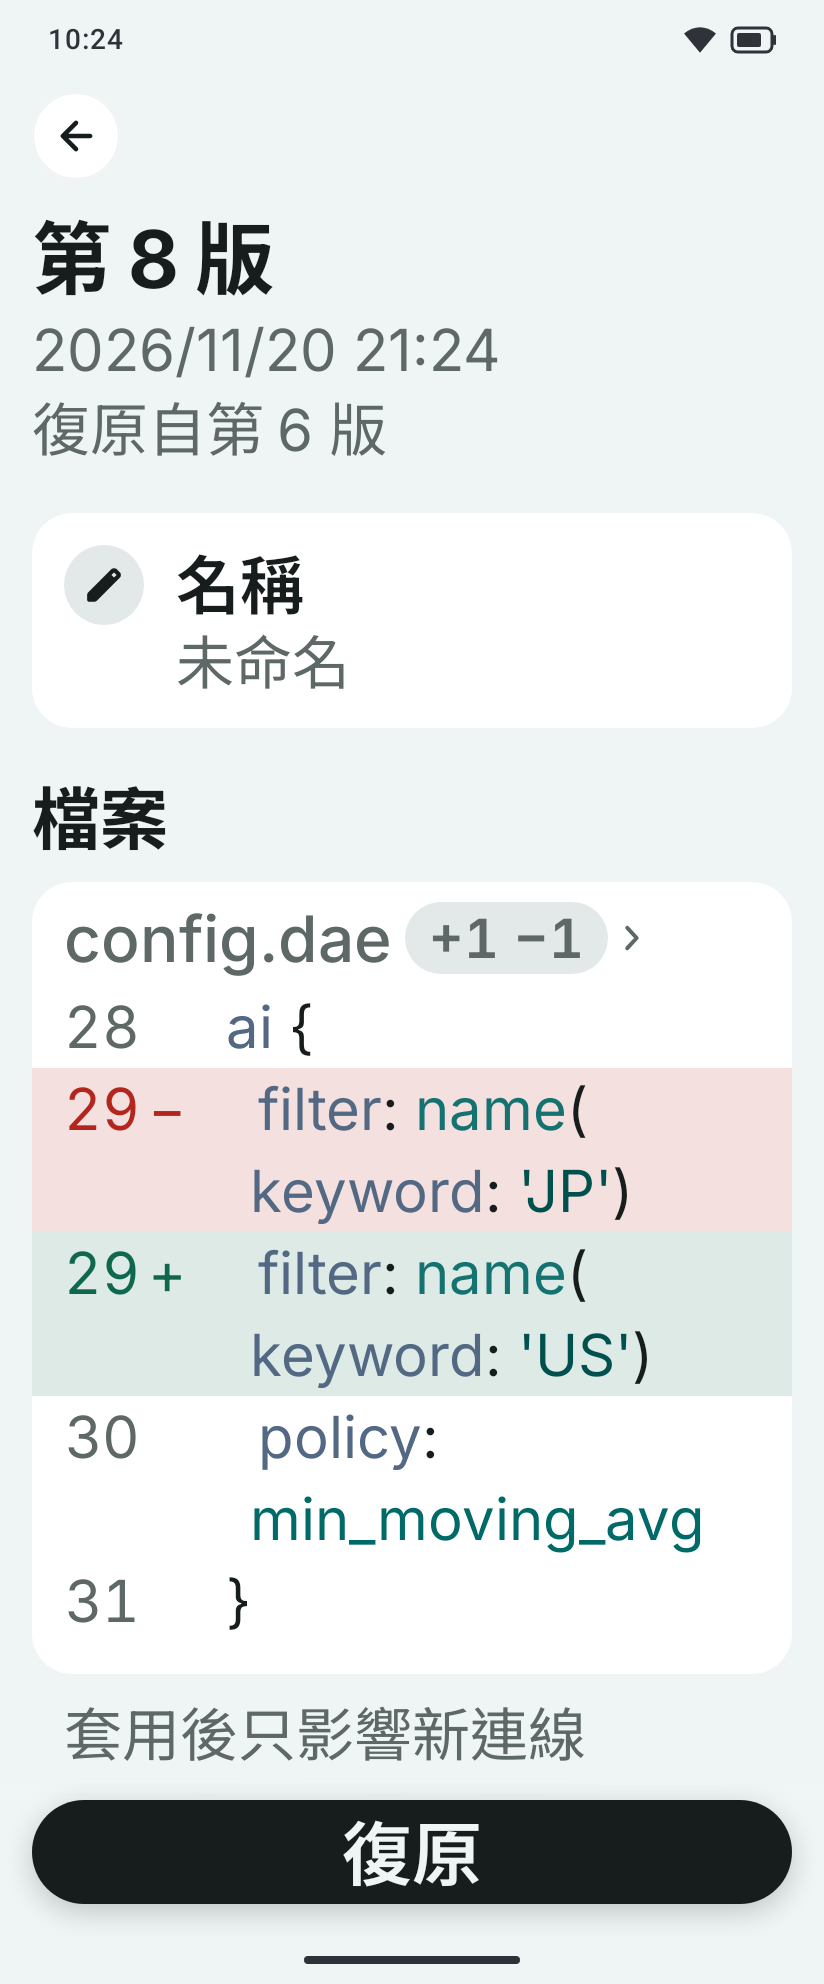 10:24
第 8 版
2026/11/20 21:24
復原自第 6 版
名稱
未命名
檔案
config.dae +1 −1
28 ai {
29 − filter: name(
keyword: 'JP')
29 + filter: name(
keyword: 'US')
30 policy:
min_moving_avg
31 }
套用後只影響新連線
復原